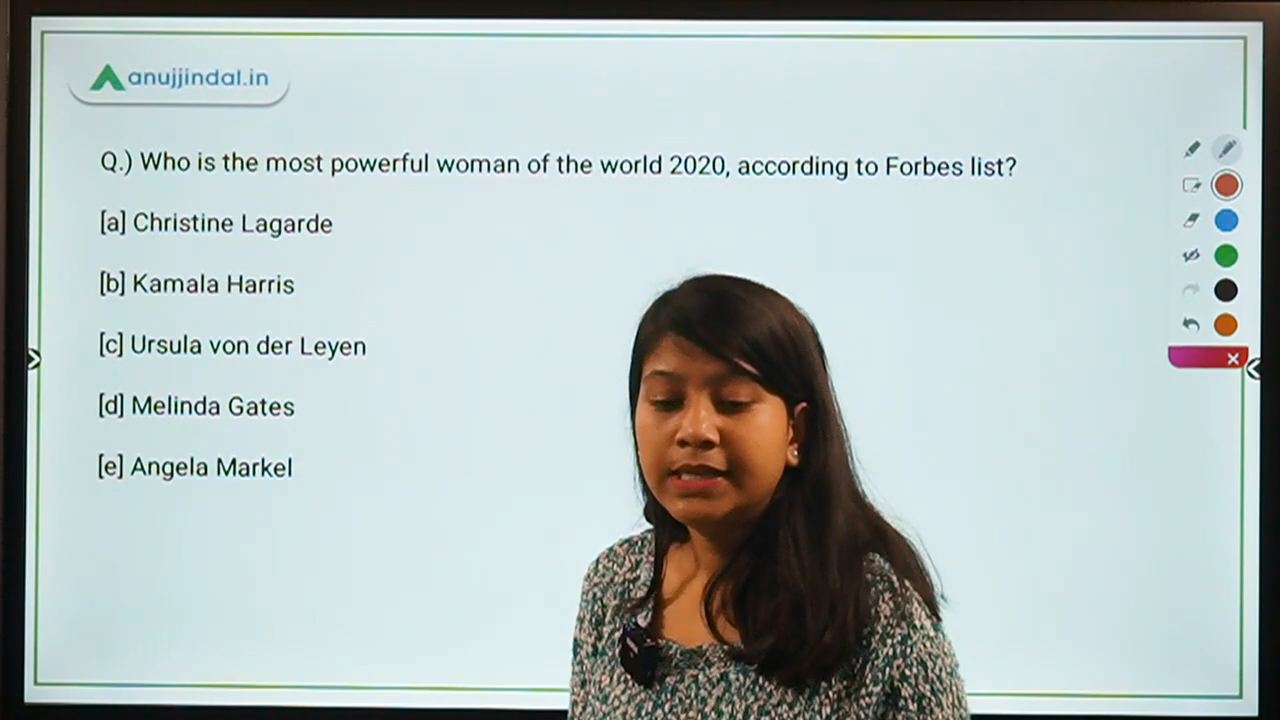 anujjindal.in
Q.) Who is the most powerful woman of the world 2020, according to Forbes list?
[a] Christine Lagarde
[b] Kamala Harris
[c] Ursula von der Leyen
[d] Melinda Gates
[e] Angela Markel